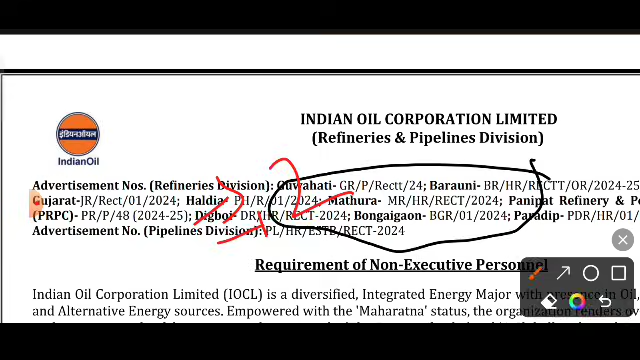 INDIAN OIL CORPORATION LIMITED
(Refineries & Pipelines Division)
इंडियनऑयल
IndianOil
Advertisement Nos. (Refineries Division): Guwahati- GR/P/Rectt/24; Barauni- BR/HR/RECTT/OR/2024-25
Gujarat-JR/Rect/01/2024; Haldia- PH/R/01/2024; Mathura- MR/HR/RECT/2024; Panipat Refinery & Pe
(PRPC)- PR/P/48 (2024-25); Digboi- DR/HR/RECT-2024; Bongaigaon- BGR/01/2024; Paradip- PDR/HR/01/
Advertisement No. (Pipelines Division): PL/HR/ESTB/RECT-2024
Requirement of Non-Executive Personnel
Indian Oil Corporation Limited (IOCL) is a diversified, Integrated Energy Major with presence in Oil,
and Alternative Energy sources. Empowered with the 'Maharatna' status, the organization renders ov